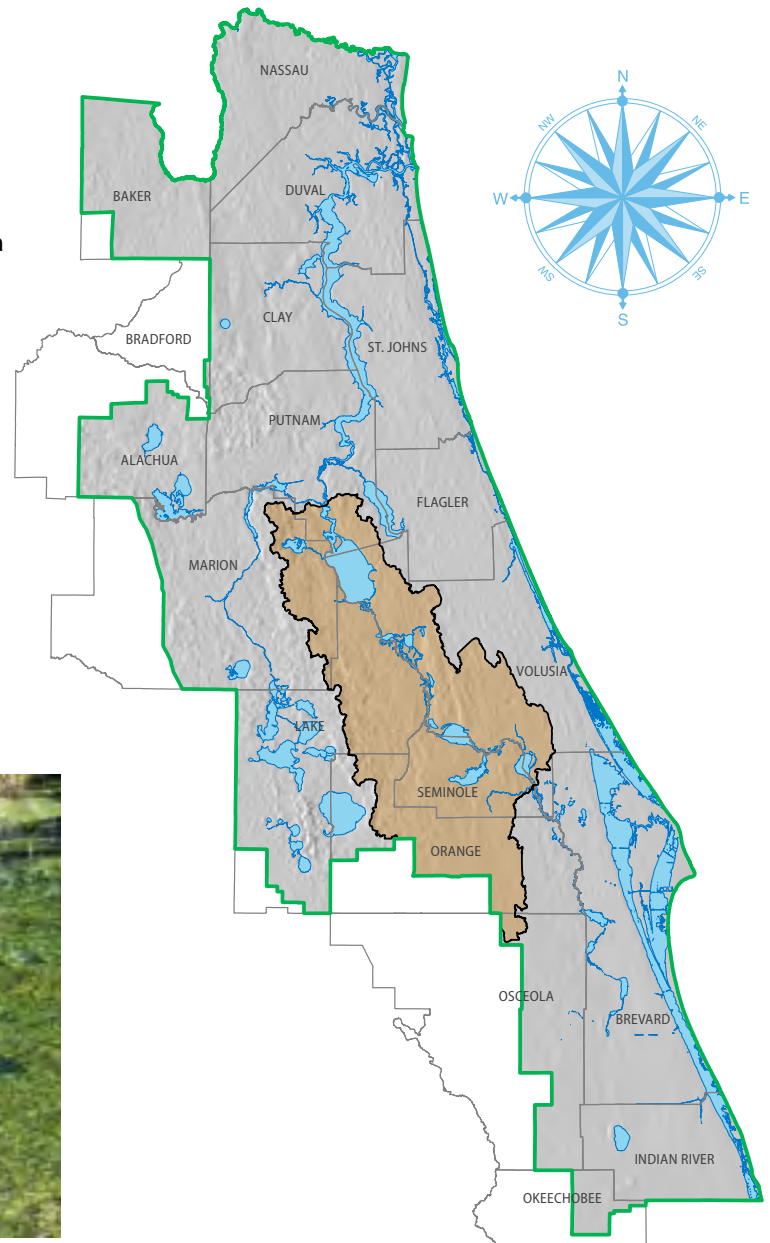 NASSAU
N
NW
NE
W
E
SW
SE
S
BAKER
DUVAL
n
CLAY
BRADFORD
ST. JOHNS
PUTNAM
ALACHUA
FLAGLER
MARION
VOLUSIA
LAKE
SEMINOLE
ORANGE
OSCEOLA
BREVARD
INDIAN RIVER
OKEECHOBEE